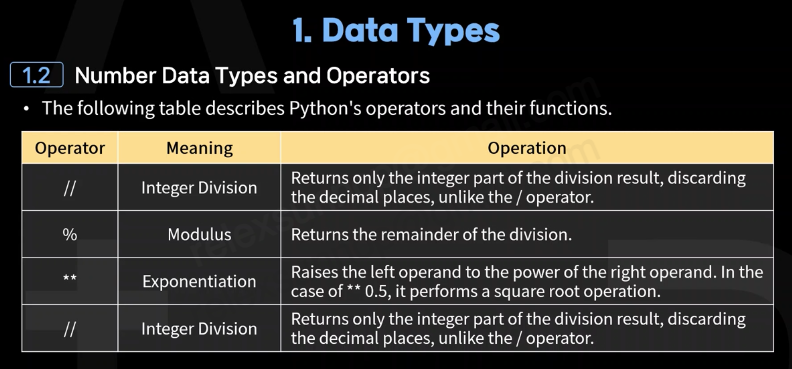 1. Data Types
1.2 Number Data Types and Operators
• The following table describes Python's operators and their functions.
Operator Meaning Operation
// Integer Division Returns only the integer part of the division result, discarding
the decimal places, unlike the / operator.
% Modulus Returns the remainder of the division.
** Exponentiation Raises the left operand to the power of the right operand. In the
case of ** 0.5, it performs a square root operation.
// Integer Division Returns only the integer part of the division result, discarding
the decimal places, unlike the / operator.